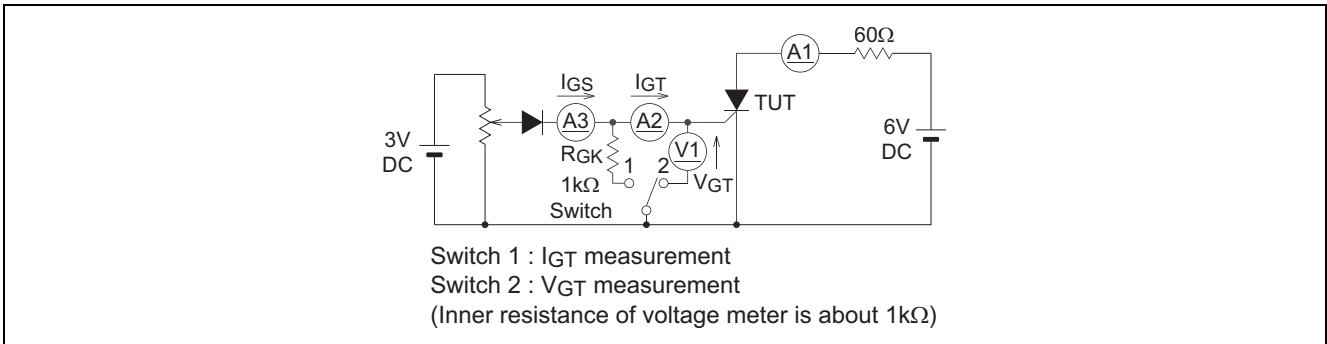 60Ω
A1
IGS
IGT
TUT
3V
DC
A3
A2
6V
DC
RGK
1kΩ
1
2
V1
VGT
Switch
Switch 1 : IGT measurement
Switch 2 : VGT measurement
(Inner resistance of voltage meter is about 1kΩ)